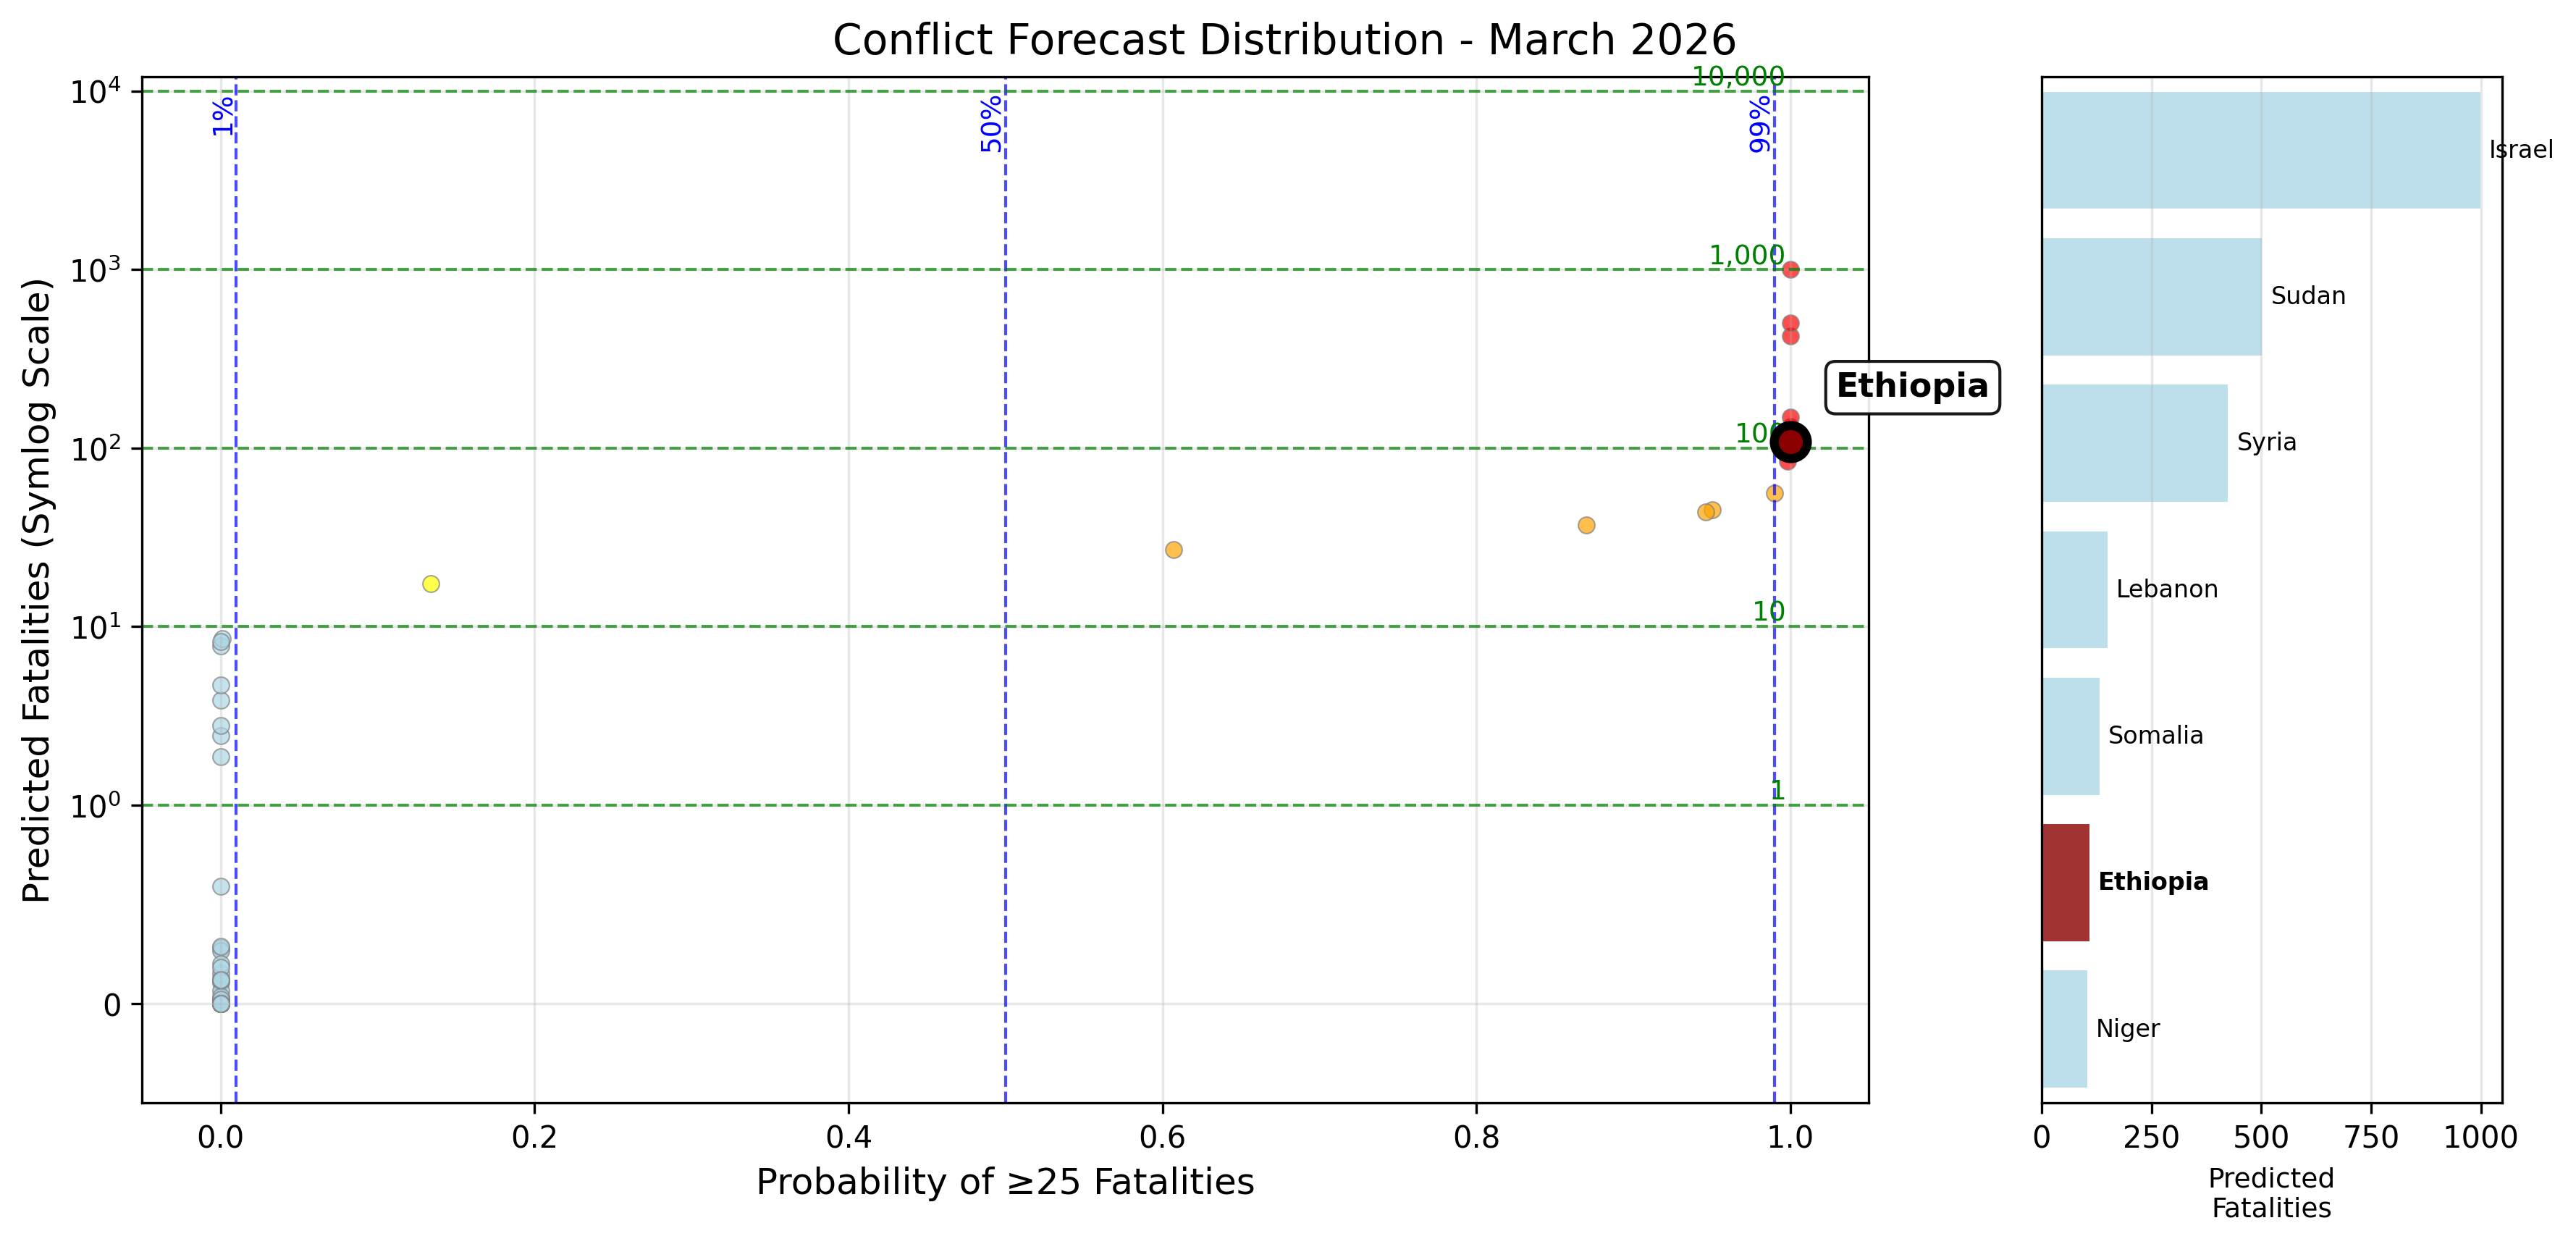 Conflict Forecast Distribution - March 2026
Predicted Fatalities (Symlog Scale)
10⁴
10³
10²
10¹
10⁰
0
1%
50%
99%
10,000
1,000
100
10
1
Ethiopia
0.0 0.2 0.4 0.6 0.8 1.0
Probability of ≥25 Fatalities
Israel
Sudan
Syria
Lebanon
Somalia
Ethiopia
Niger
0 250 500 750 1000
Predicted
Fatalities